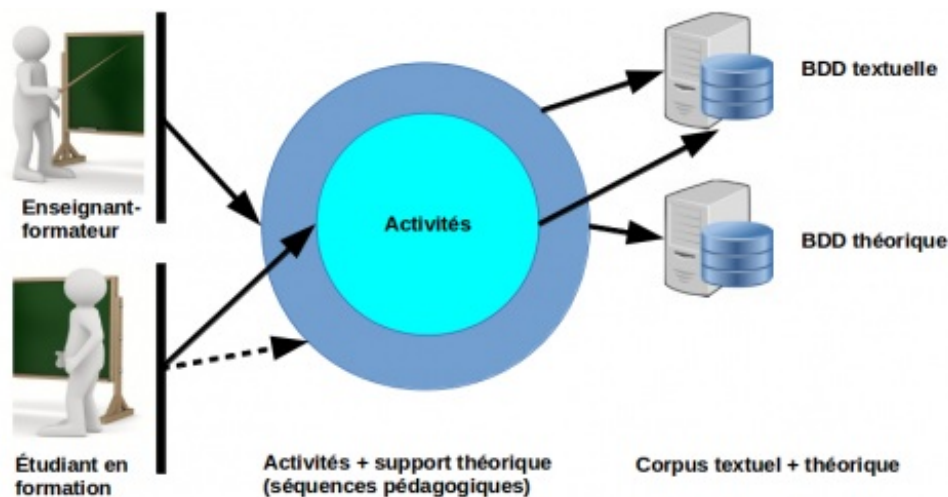 BDD textuelle
Enseignant-
formateur
Activités
BDD théorique
Étudiant en
formation
Activités + support théorique
(séquences pédagogiques)
Corpus textuel + théorique